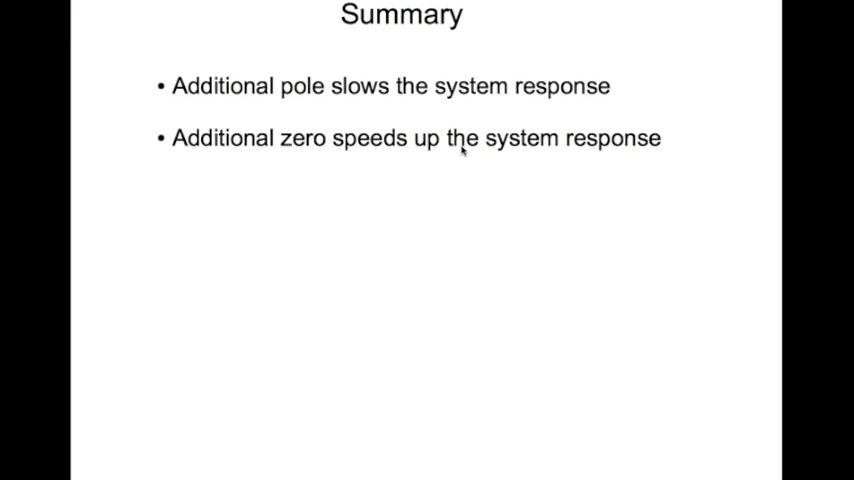 Summary
• Additional pole slows the system response
• Additional zero speeds up the system response